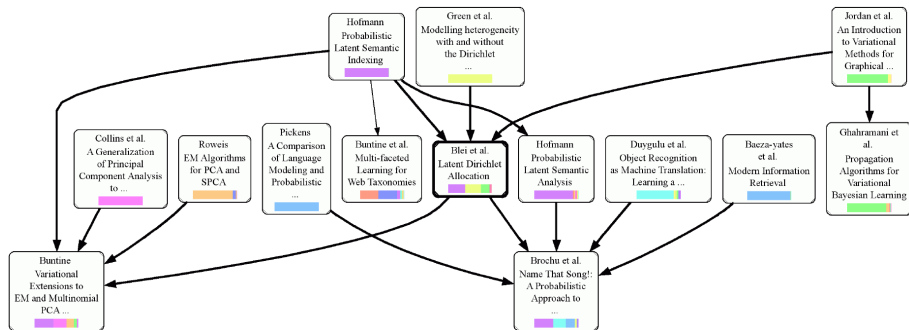 Hofmann
Probabilistic
Latent Semantic
Indexing
Green et al.
Modelling heterogeneity
with and without
the Dirichlet
...
Jordan et al.
An Introduction
to Variational
Methods for
Graphical ...
Collins et al.
A Generalization
of Principal
Component
Analysis to
...
Roweis
EM Algorithms
for PCA and
SPCA
Pickens
A Comparison
of Language
Modeling and
Probabilistic
...
Buntine et al.
Multi-faceted
Learning for
Web Taxonomies
Blei et al.
Latent Dirichlet
Allocation
Hofmann
Probabilistic
Latent Semantic
Analysis
Duygulu et al.
Object Recognition
as Machine Translation:
Learning a ...
Baeza-yates
et al.
Modern Information
Retrieval
Ghahramani et al.
Propagation
Algorithms for
Variational
Bayesian Learning
Buntine
Variational
Extensions to
EM and Multinomial
PCA ...
Brochu et al.
Name That Song!:
A Probabilistic
Approach to
...